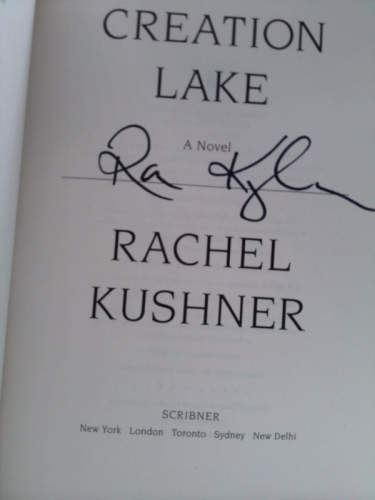 CREATION
LAKE
A Novel
RACHEL
KUSHNER
SCRIBNER
New York London Toronto Sydney New Delhi